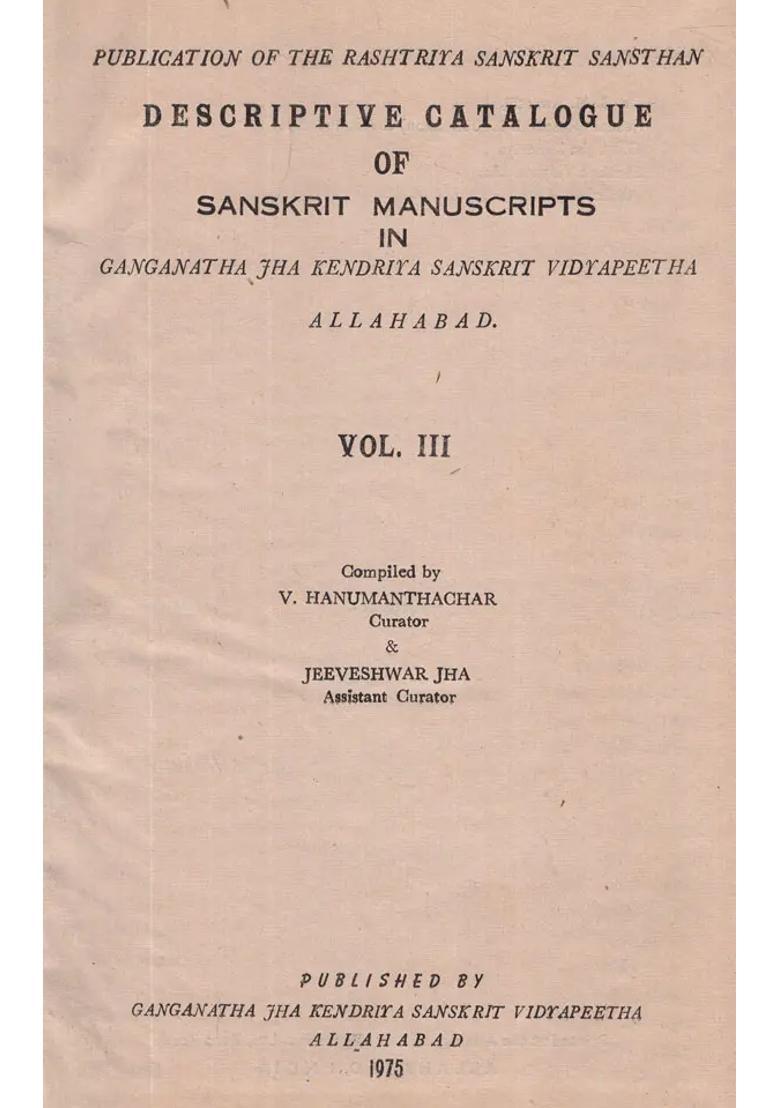 PUBLICATION OF THE RASHTRIYA SANSKRIT SANSTHAN
DESCRIPTIVE CATALOGUE
OF
SANSKRIT MANUSCRIPTS
IN
GANGANATHA JHA KENDRIYA SANSKRIT VIDYAPEETHA
ALLAHABAD.
VOL. III
Compiled by
V. HANUMANTHACHAR
Curator
&
JEEVESHWAR JHA
Assistant Curator
PUBLISHED BY
GANGANATHA JHA KENDRIYA SANSKRIT VIDYAPEETHA
ALLAHABAD
1975